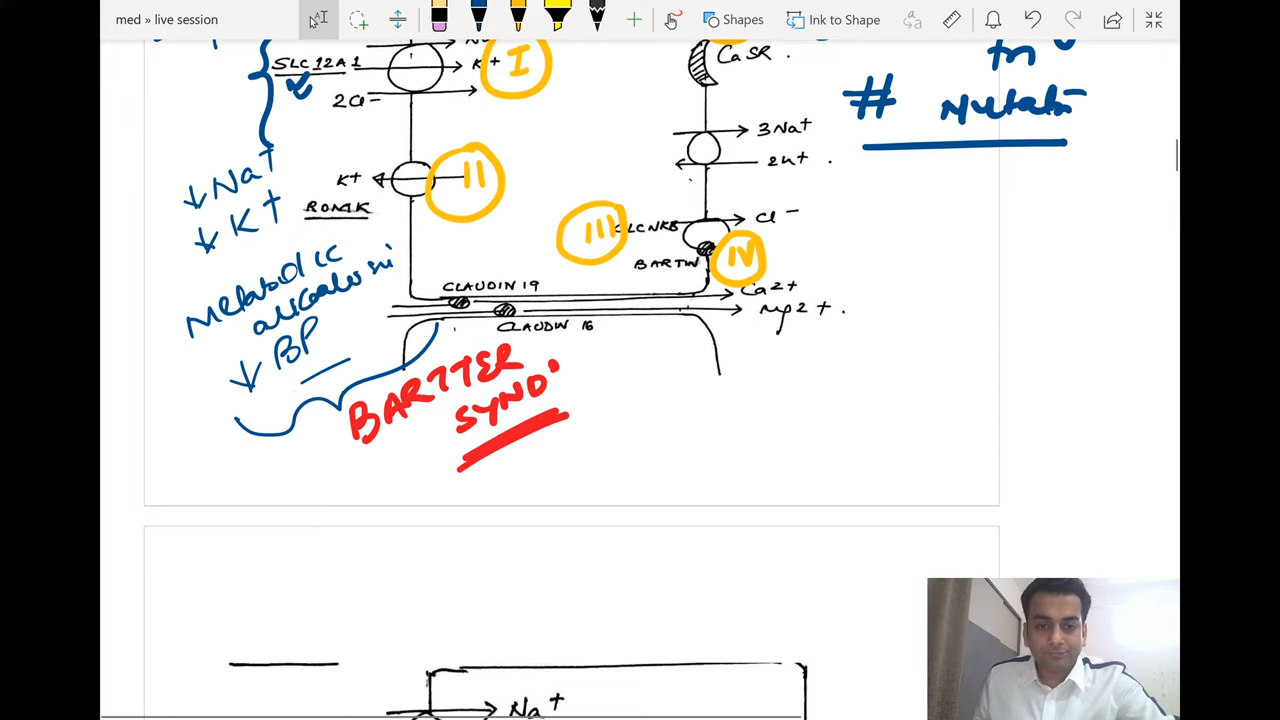 med » live session
Shapes
Ink to Shape
SLC12A1
K+
I
2Cl-
CaSR .
# Mutatn
3Na+
2K+ .
K+
II
ROMK
↓ Na+
↓ K+
Metabolic
alkalosis
↓ BP
III
CLCNKB
Cl-
BARTIN
IV
CLAUDIN 19
Ca2+
CLAUDIN 16
Mg2+ .
BARTTER
SYND.
Na+